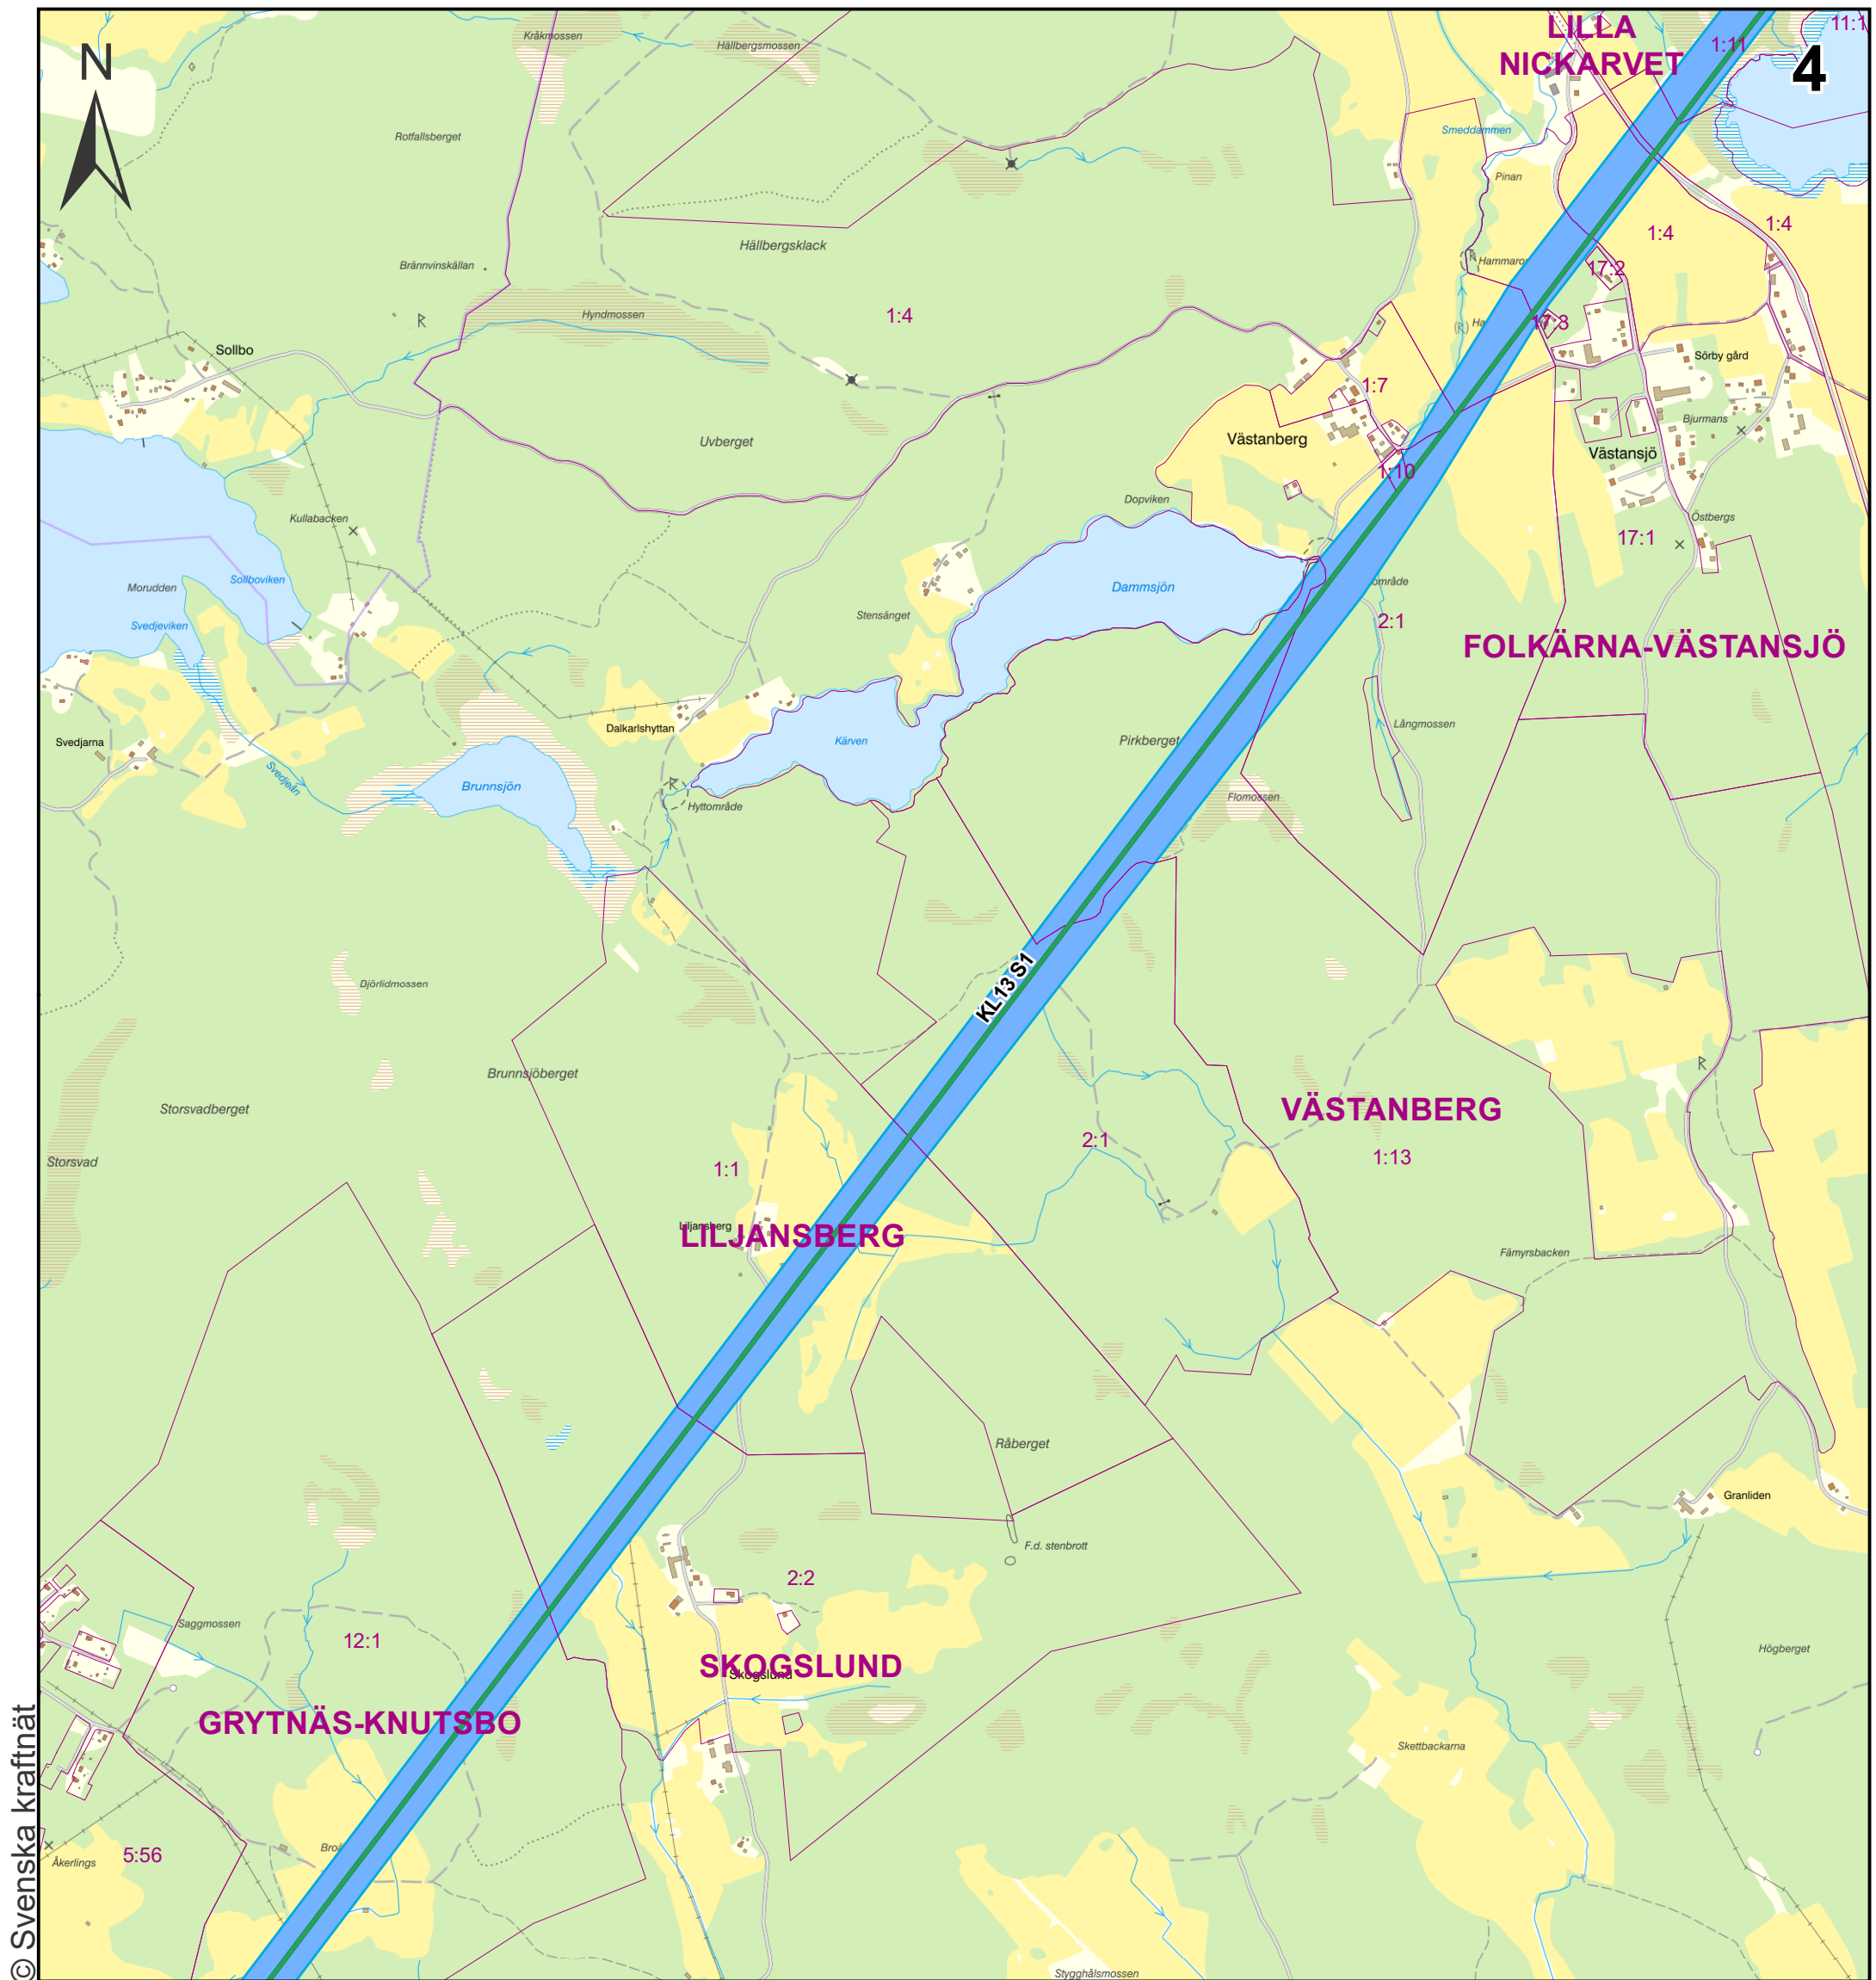 LILLA
NICKARVET
1:11
11:1
4
N
Kråkmossen
Hällbergsmossen
Rotfallsberget
Smeddammen
Pinan
Hällbergsklack
1:4
1:4
Brännvinskällan
17:2
Hyndmossen
1:4
R
17:3
Sollbo
Sörby gård
1:7
Uvberget
Västanberg
Bjurmans
Västansjö
1:10
Dopviken
Kullabacken
Östbergs
17:1
Sollboviken
Morudden
Dammsjön
område
Stensänget
Svedjeviken
2:1
FOLKÄRNA-VÄSTANSJÖ
Långmossen
Dalkarlshyttan
Svedjarna
Kärven
Pirkberget
Svedjeån
Brunnsjön
R
Hyttområde
Flomossen
KL13 S1
Djörlidmossen
R
Brunnsjöberget
Storsvadberget
VÄSTANBERG
2:1
1:13
Storsvad
1:1
Liljansberg
LILJANSBERG
Fämyrsbacken
Råberget
Granliden
F.d. stenbrott
2:2
Saggmossen
12:1
Högberget
SKOGSLUND
Skogslund
GRYTNÄS-KNUTSBO
Skettbackarna
5:56
Åkerlings
Stygghålsmossen
© Svenska kraftnät